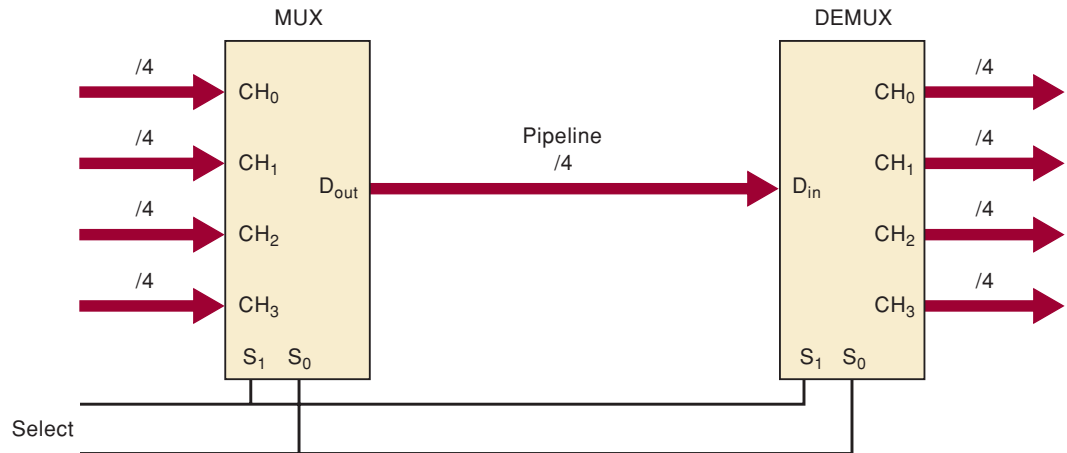 MUX
DEMUX
/4
CH0
CH0
/4
/4
CH1
Pipeline
/4
CH1
/4
Dout
Din
/4
CH2
CH2
/4
/4
CH3
CH3
/4
S1 S0
S1 S0
Select